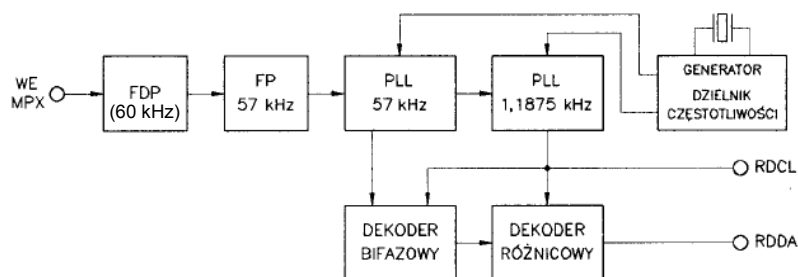 WE
MPX
FDP
(60 kHz)
FP
57 kHz
PLL
57 kHz
PLL
1,1875 kHz
GENERATOR
DZIELNIK
CZĘSTOTLIWOŚCI
RDCL
DEKODER
BIFAZOWY
DEKODER
RÓŻNICOWY
RDDA